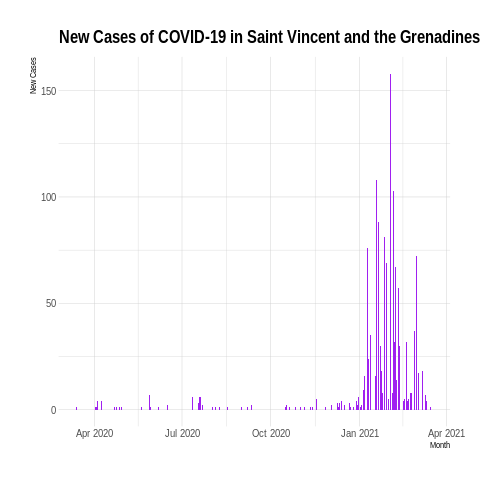 New Cases of COVID-19 in Saint Vincent and the Grenadines
New Cases
150
100
50
0
Apr 2020
Jul 2020
Oct 2020
Jan 2021
Apr 2021
Month